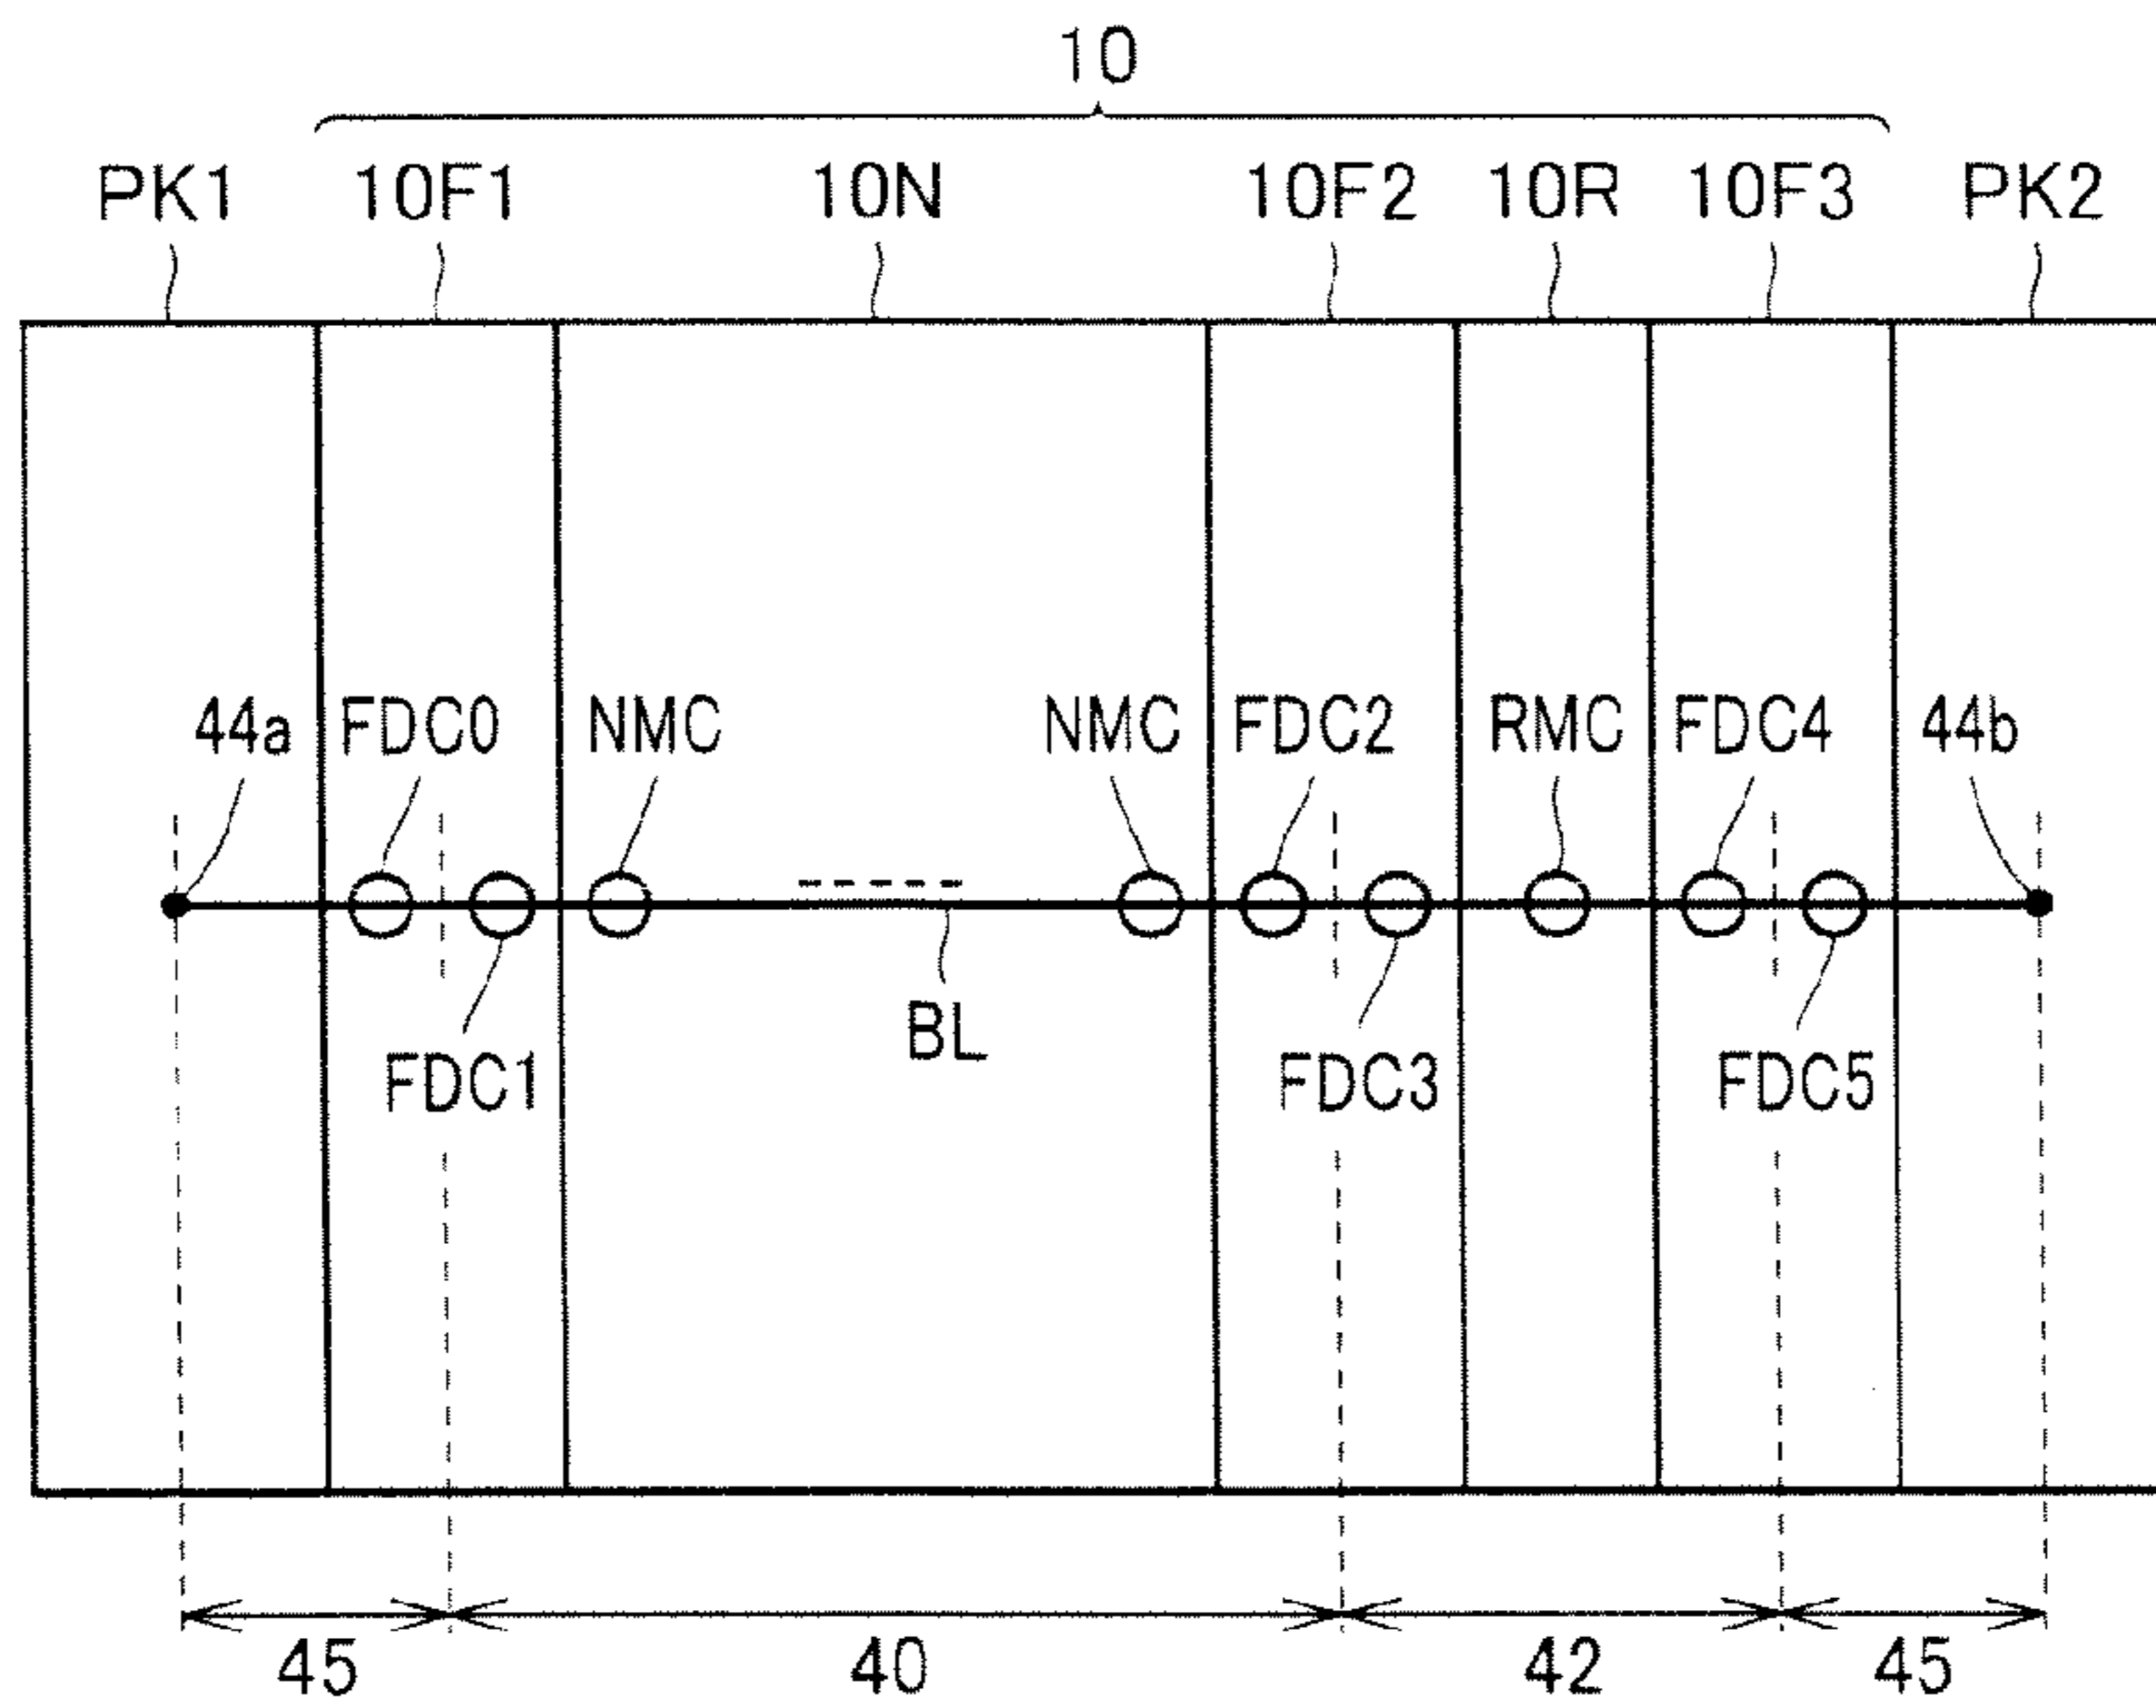 10
PK1 10F1 10N 10F2 10R 10F3 PK2
44a FDC0 NMC NMC FDC2 RMC FDC4 44b
BL
FDC1 FDC3 FDC5
45 40 42 45